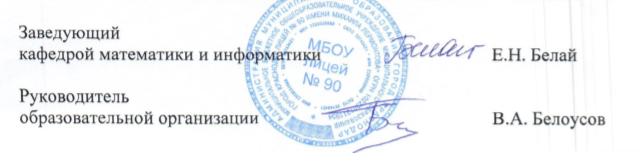 Заведующий
кафедрой математики и информатики Е.Н. Белай
МБОУ
лицей
№ 90
Руководитель
образовательной организации В.А. Белоусов